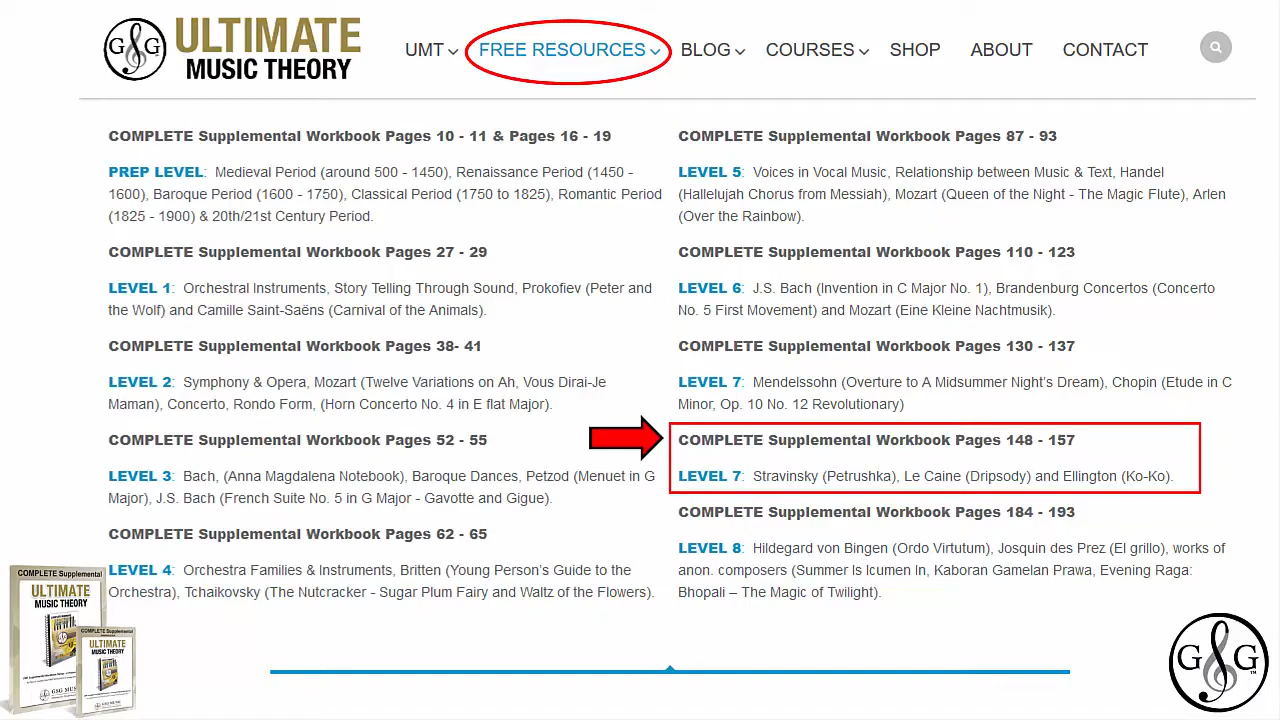 G G ULTIMATE
MUSIC THEORY
UMT FREE RESOURCES BLOG COURSES SHOP ABOUT CONTACT
COMPLETE Supplemental Workbook Pages 10 - 11 & Pages 16 - 19
PREP LEVEL: Medieval Period (around 500 - 1450), Renaissance Period (1450 -
1600), Baroque Period (1600 - 1750), Classical Period (1750 to 1825), Romantic Period
(1825 - 1900) & 20th/21st Century Period.
COMPLETE Supplemental Workbook Pages 27 - 29
LEVEL 1: Orchestral Instruments, Story Telling Through Sound, Prokofiev (Peter and
the Wolf) and Camille Saint-Saëns (Carnival of the Animals).
COMPLETE Supplemental Workbook Pages 38- 41
LEVEL 2: Symphony & Opera, Mozart (Twelve Variations on Ah, Vous Dirai-Je
Maman), Concerto, Rondo Form, (Horn Concerto No. 4 in E flat Major).
COMPLETE Supplemental Workbook Pages 52 - 55
LEVEL 3: Bach, (Anna Magdalena Notebook), Baroque Dances, Petzod (Menuet in G
Major), J.S. Bach (French Suite No. 5 in G Major - Gavotte and Gigue).
COMPLETE Supplemental Workbook Pages 62 - 65
LEVEL 4: Orchestra Families & Instruments, Britten (Young Person's Guide to the
Orchestra), Tchaikovsky (The Nutcracker - Sugar Plum Fairy and Waltz of the Flowers).
COMPLETE Supplemental Workbook Pages 87 - 93
LEVEL 5: Voices in Vocal Music, Relationship between Music & Text, Handel
(Hallelujah Chorus from Messiah), Mozart (Queen of the Night - The Magic Flute), Arlen
(Over the Rainbow).
COMPLETE Supplemental Workbook Pages 110 - 123
LEVEL 6: J.S. Bach (Invention in C Major No. 1), Brandenburg Concertos (Concerto
No. 5 First Movement) and Mozart (Eine Kleine Nachtmusik).
COMPLETE Supplemental Workbook Pages 130 - 137
LEVEL 7: Mendelssohn (Overture to A Midsummer Night's Dream), Chopin (Etude in C
Minor, Op. 10 No. 12 Revolutionary)
COMPLETE Supplemental Workbook Pages 148 - 157
LEVEL 7: Stravinsky (Petrushka), Le Caine (Dripsody) and Ellington (Ko-Ko).
COMPLETE Supplemental Workbook Pages 184 - 193
LEVEL 8: Hildegard von Bingen (Ordo Virtutum), Josquin des Prez (El grillo), works of
anon. composers (Summer Is Icumen In, Kaboran Gamelan Prawa, Evening Raga:
Bhopali – The Magic of Twilight).
COMPLETE Supplemental
ULTIMATE
MUSIC THEORY
GSG MUSIC
COMPLETE Supplemental
ULTIMATE
MUSIC THEORY
GSG MUSIC
G G TM